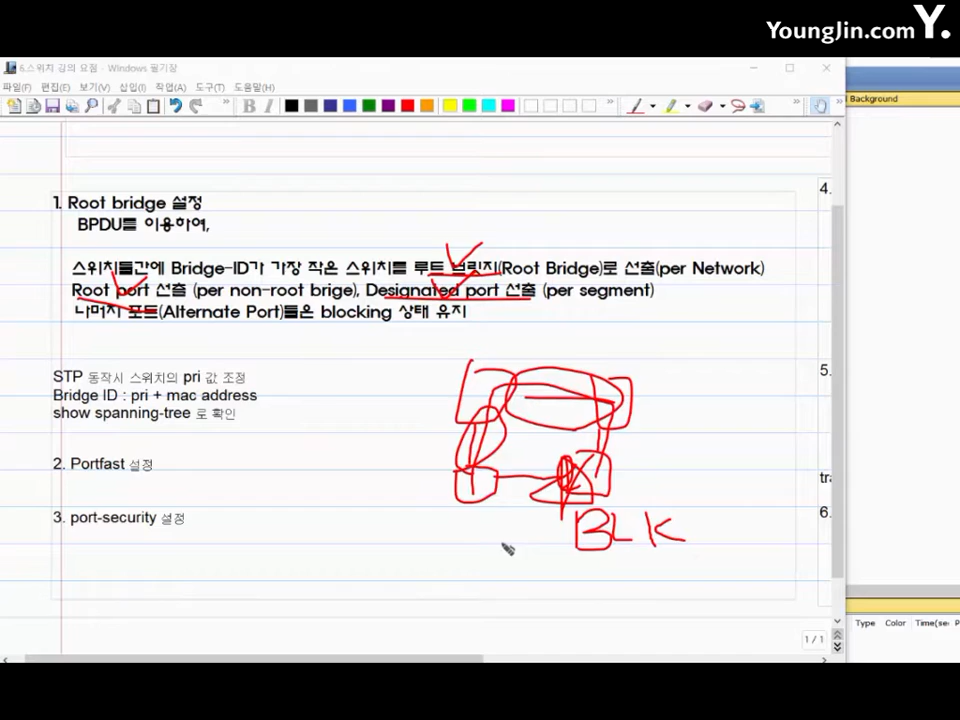 YoungJin.com Y.
6.스위치 강의 요점 - Windows 필기장
파일(F) 편집(E) 보기(V) 삽입(I) 작업(A) 도구(T) 도움말(H)
Background
B I
1. Root bridge 설정
BPDU를 이용하여,
스위치들간에 Bridge-ID가 가장 작은 스위치를 루트 브릿지(Root Bridge)로 선출(per Network)
Root port 선출 (per non-root brige), Designated port 선출 (per segment)
나머지 포트(Alternate Port)들은 blocking 상태 유지
STP 동작시 스위치의 pri 값 조정
Bridge ID : pri + mac address
show spanning-tree 로 확인
2. Portfast 설정
3. port-security 설정
BLK
4.
5.
tra
6.
Type Color Time(se P
1 / 1